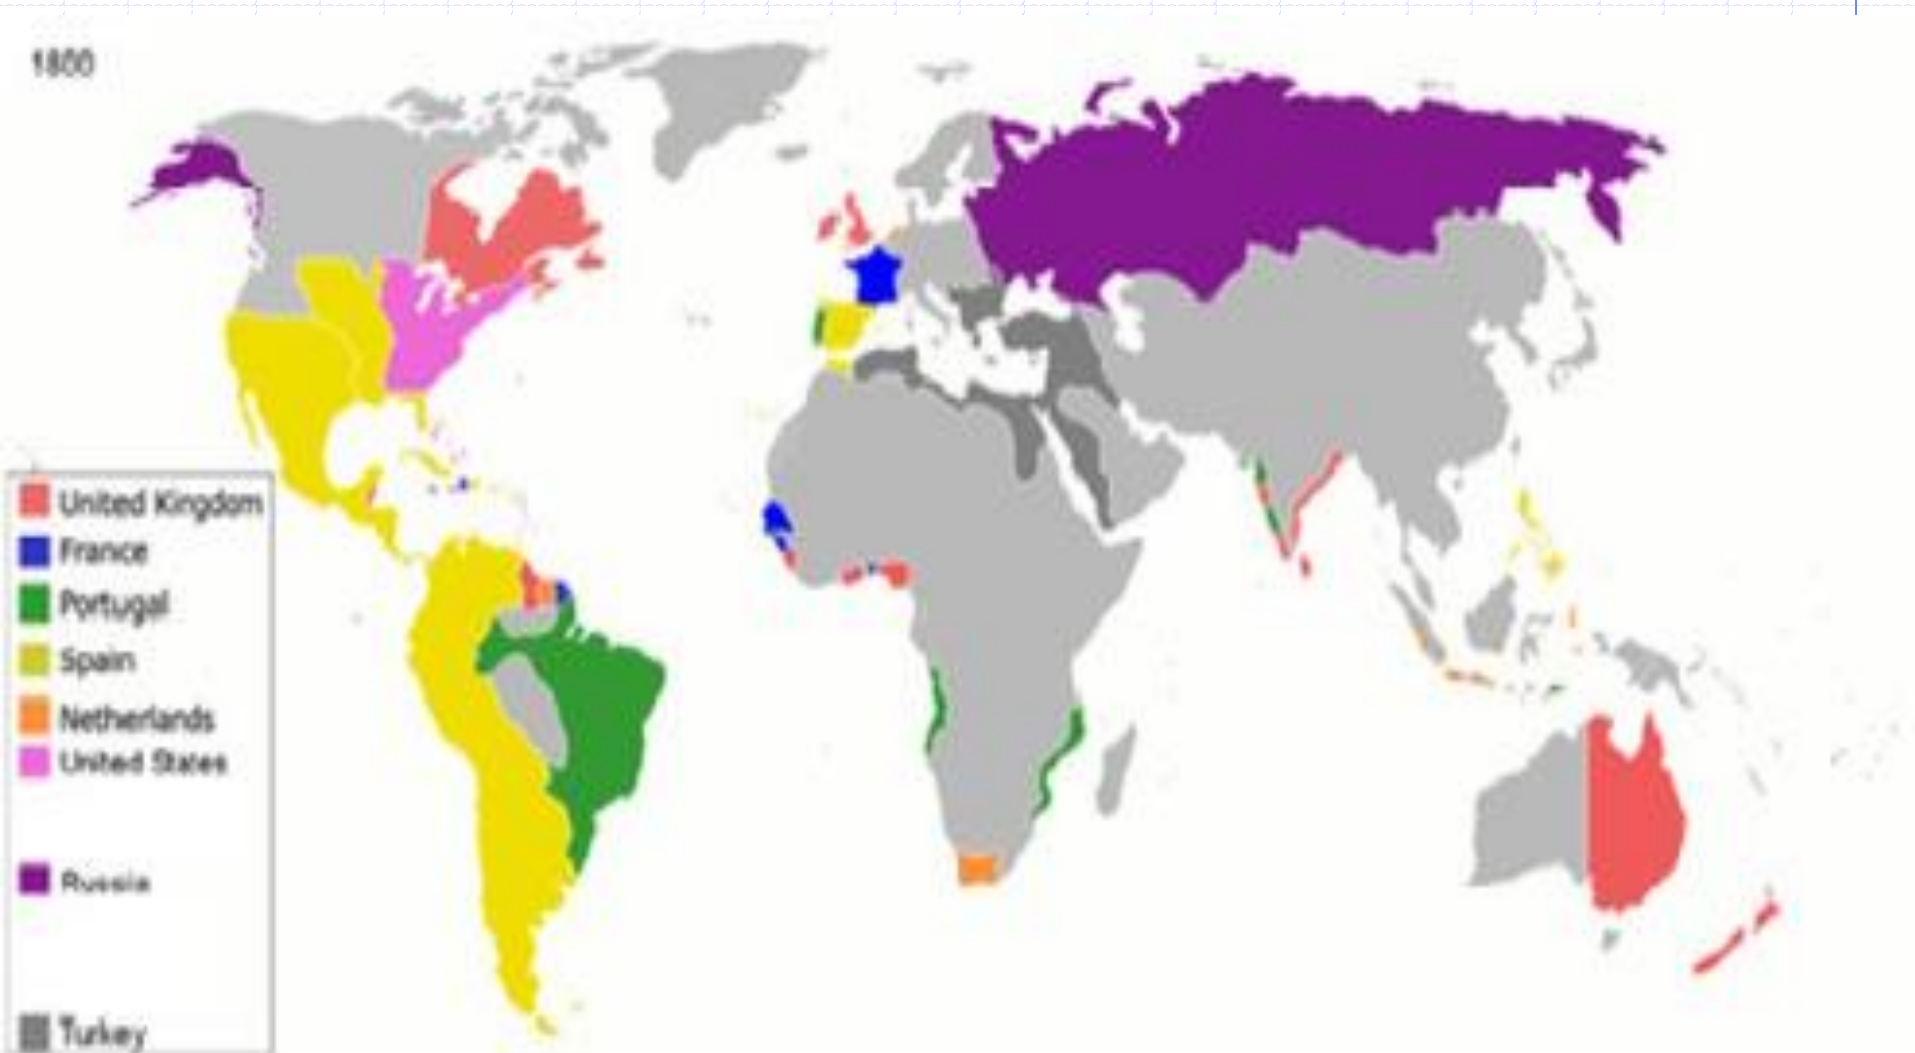 1800
United Kingdom
France
Portugal
Spain
Netherlands
United States
Russia
Turkey